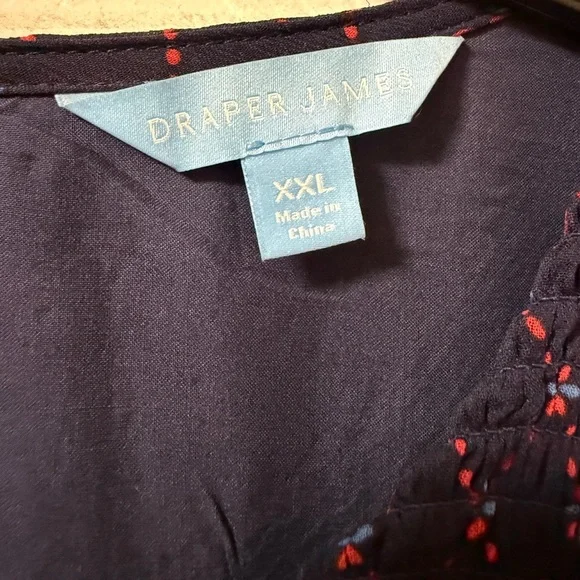 DRAPER JAMES
XXL
Made in
China